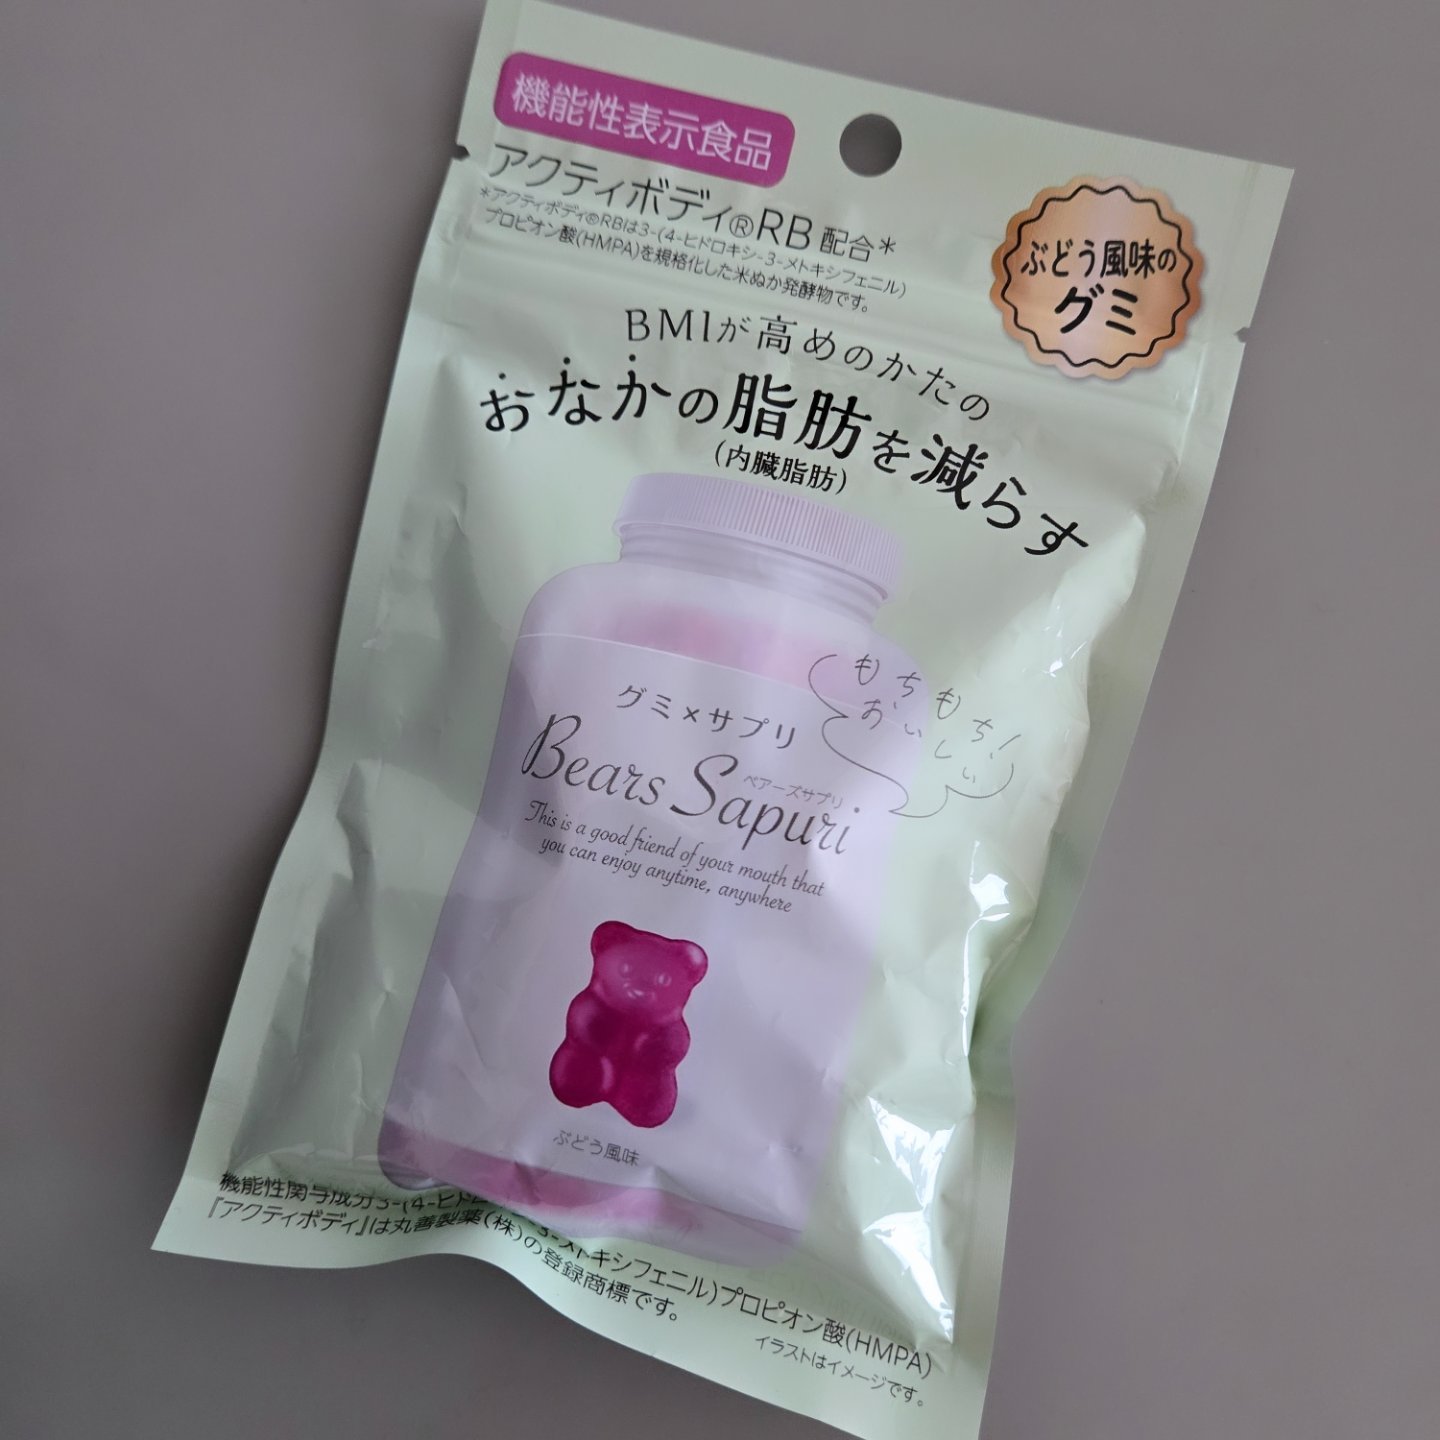 機能性表示食品
アクティボディ®RB配合*
*アクティボディ®RBは3-(4-ヒドロキシ-3-メトキシフェニル)
プロピオン酸(HMPA)を規格化した米ぬか発酵物です。
ぶどう風味の
グミ
BMIが高めのかたの
おなかの脂肪を減らす
(内臓脂肪)
もちもち!
おいしい
グミ×サプリ
Bears Sapuri
ベアーズサプリ
This is a good friend of your mouth that
you can enjoy anytime, anywhere
ぶどう風味
機能性関与成分3-(4-ヒドロ 3-メトキシフェニル)プロピオン酸(HMPA)
『アクティボディ』は丸善製薬(株)の登録商標です。
イラストはイメージです。